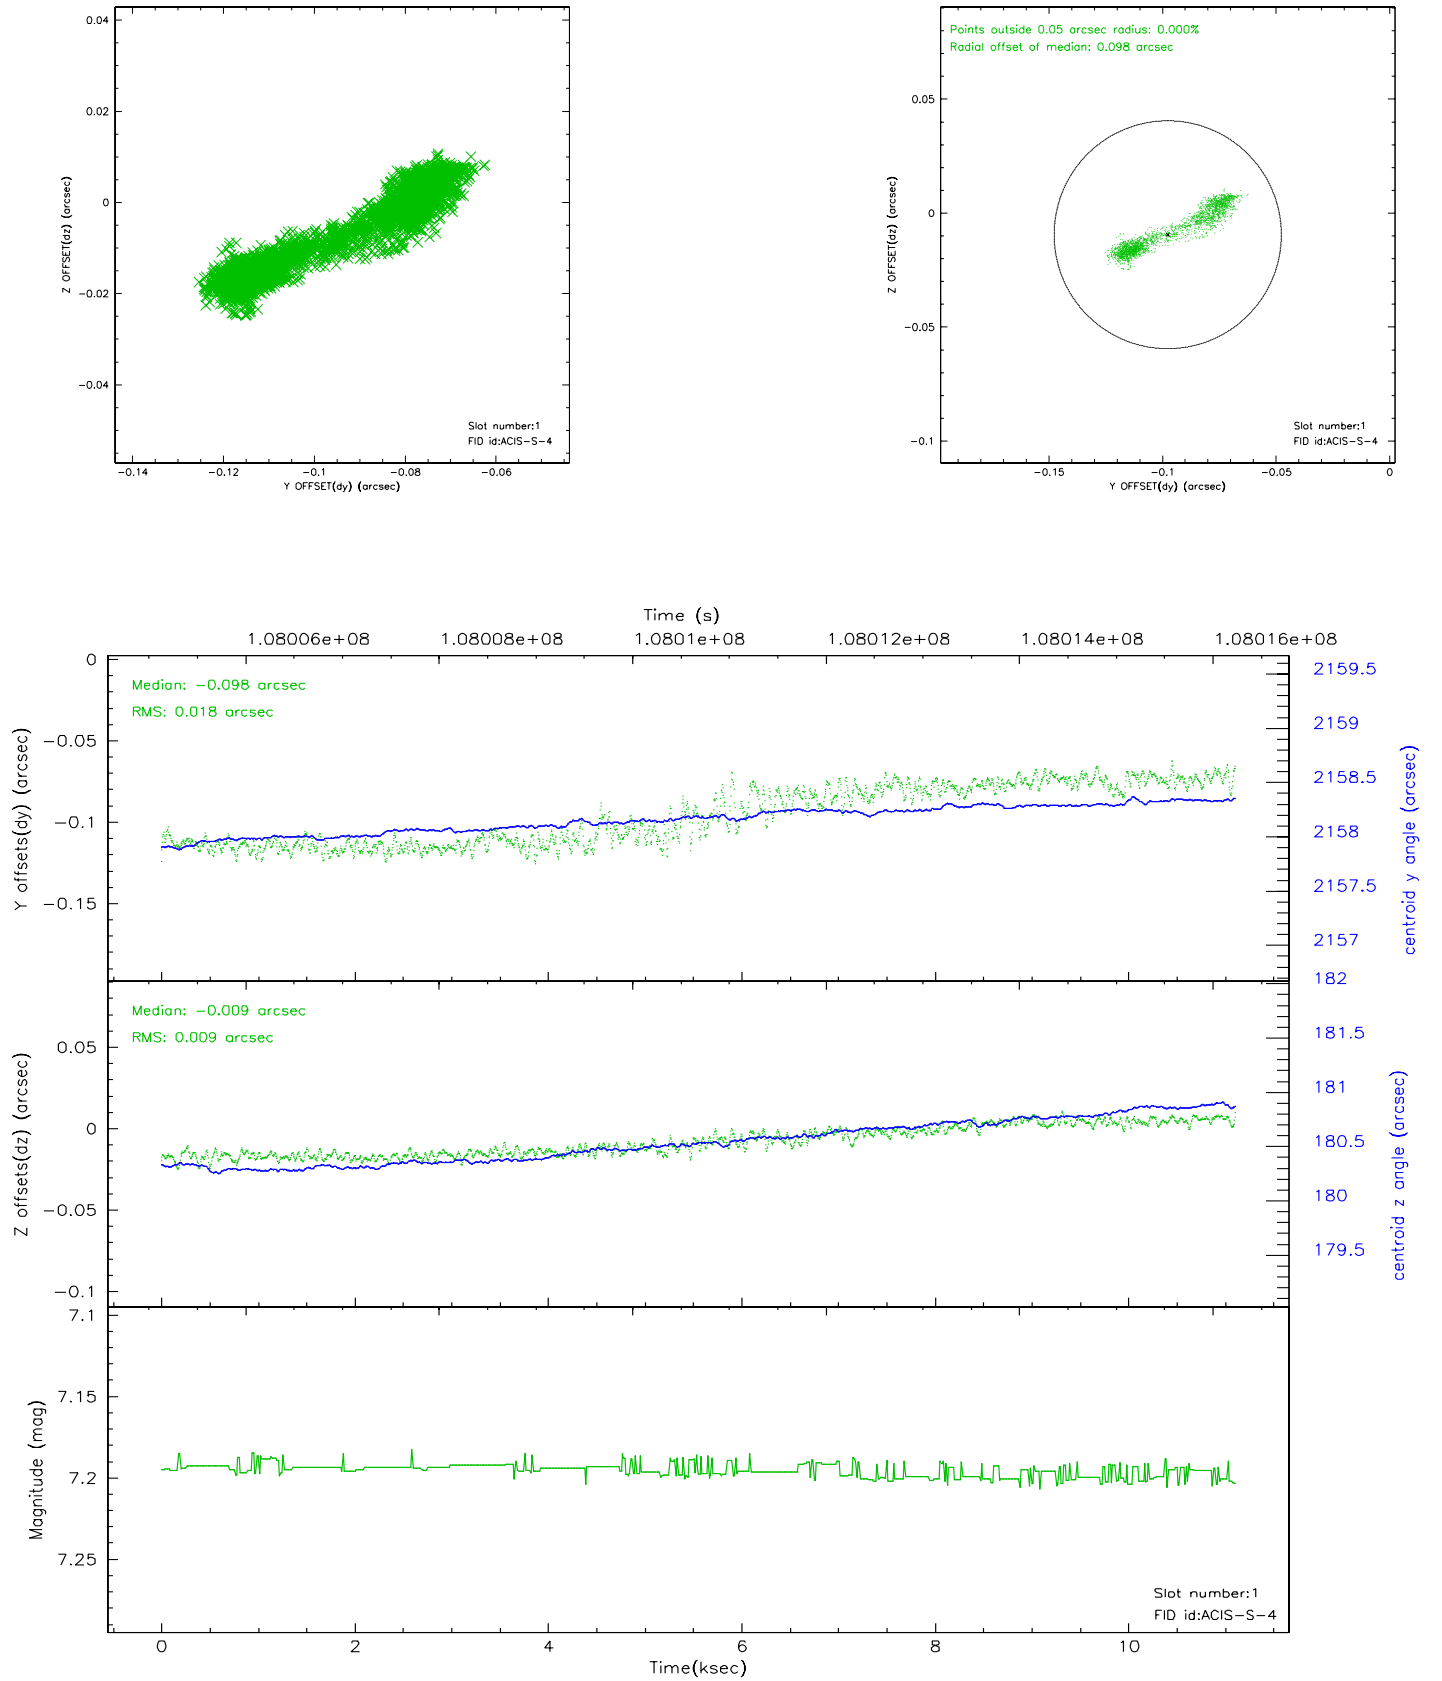 0.04
0.02
0
−0.02
−0.04
Z OFFSET(dz) (arcsec)
Slot number:1
FID id:ACIS−S−4
−0.14
−0.12
−0.1
−0.08
−0.06
Y OFFSET(dy) (arcsec)
Points outside 0.05 arcsec radius: 0.000%
Radial offset of median: 0.098 arcsec
0.05
0
−0.05
−0.1
Z OFFSET(dz) (arcsec)
Slot number:1
FID id:ACIS−S−4
−0.15
−0.1
−0.05
0
Y OFFSET(dy) (arcsec)
Time (s)
1.08006e+08
1.08008e+08
1.0801e+08
1.08012e+08
1.08014e+08
1.08016e+08
Median: −0.098 arcsec
RMS: 0.018 arcsec
0
−0.05
−0.1
−0.15
Y offsets(dy) (arcsec)
2159.5
2159
2158.5
2158
2157.5
2157
centroid y angle (arcsec)
Median: −0.009 arcsec
RMS: 0.009 arcsec
0.05
0
−0.05
−0.1
Z offsets(dz) (arcsec)
182
181.5
181
180.5
180
179.5
centroid z angle (arcsec)
7.1
7.15
7.2
7.25
Magnitude (mag)
Slot number:1
FID id:ACIS−S−4
0
2
4
6
8
10
Time(ksec)